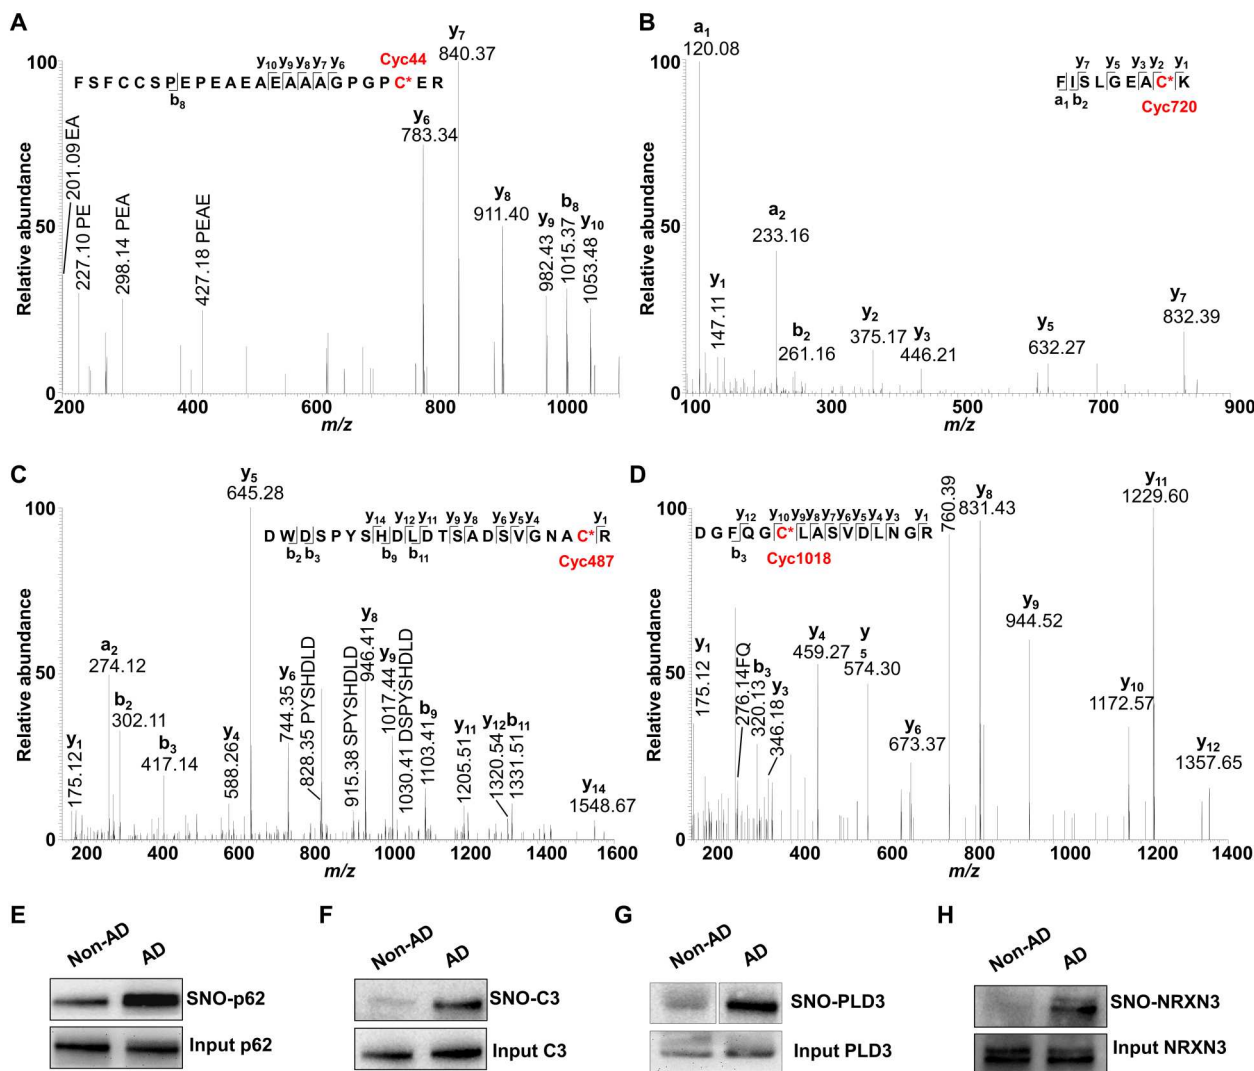 A
y7
840.37
100
y10 y9 y8 y7 y6
Cyc44
F S F C C S P E P E A E A E A A A G P G P C* E R
b8
y6
783.34
y8
911.40
b8
1015.37
y9
982.43
y10
1053.48
201.09 EA
227.10 PE
298.14 PEA
427.18 PEAE
50
0
Relative abundance
200 400 600 800 1000
m/z
B
a1
120.08
100
y7 y5 y3 y2 y1
F I S L G E A C* K
a1 b2
Cyc720
a2
233.16
y1
147.11
b2
261.16
y2
375.17
y3
446.21
y5
632.27
y7
832.39
50
0
Relative abundance
100 300 500 700 900
m/z
C
y5
645.28
100
y14 y12 y11 y9 y8 y6 y5 y4 y1
D W D S P Y S H D L D T S A D S V G N A C* R
b2 b3 b9 b11
Cyc487
a2
274.12
b2
302.11
b3
417.14
y1
175.12
y4
588.26
y6
744.35
828.35 PYSHDLD
915.38 SPYSHDLD
y8
946.41
y9
1017.44
1030.41 DSPYSHDLD
b9
1103.41
y11
1205.51
y12
1320.54
b11
1331.51
y14
1548.67
50
0
Relative abundance
200 400 600 800 1000 1200 1400 1600
m/z
D
y11
1229.60
100
y12 y10 y9 y8 y7 y6 y5 y4 y3 y1
D G F Q G C* L A S V D L N G R
b3
Cyc1018
760.39
y8
831.43
y9
944.52
y1
175.12
276.14FQ
b3
320.13
y3
346.18
y4
459.27
y
5
574.30
y6
673.37
y10
1172.57
y12
1357.65
50
0
Relative abundance
200 400 600 800 1000 1200 1400
m/z
E
Non-AD AD
SNO-p62
Input p62
F
Non-AD AD
SNO-C3
Input C3
G
Non-AD AD
SNO-PLD3
Input PLD3
H
Non-AD AD
SNO-NRXN3
Input NRXN3